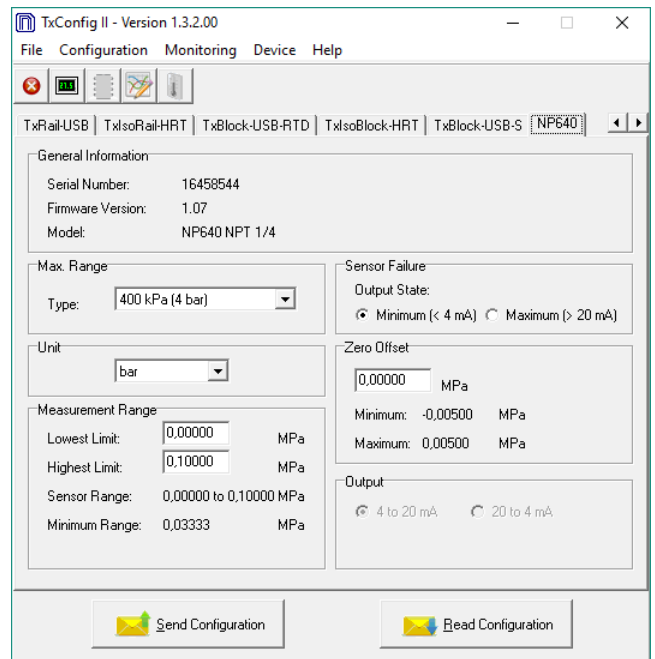 TxConfig II - Version 1.3.2.00
File Configuration Monitoring Device Help
TxRail-USB TxIsoRail-HRT TxBlock-USB-RTD TxIsoBlock-HRT TxBlock-USB-S NP640
General Information
Serial Number: 16458544
Firmware Version: 1.07
Model: NP640 NPT 1/4
Max. Range
Type: 400 kPa (4 bar)
Sensor Failure
Output State:
Minimum (< 4 mA) Maximum (> 20 mA)
Unit
bar
Zero Offset
0,00000 MPa
Minimum: -0,00500 MPa
Maximum: 0,00500 MPa
Measurement Range
Lowest Limit: 0,00000 MPa
Highest Limit: 0,10000 MPa
Sensor Range: 0,00000 to 0,10000 MPa
Minimum Range: 0,03333 MPa
Output
4 to 20 mA 20 to 4 mA
Send Configuration Read Configuration